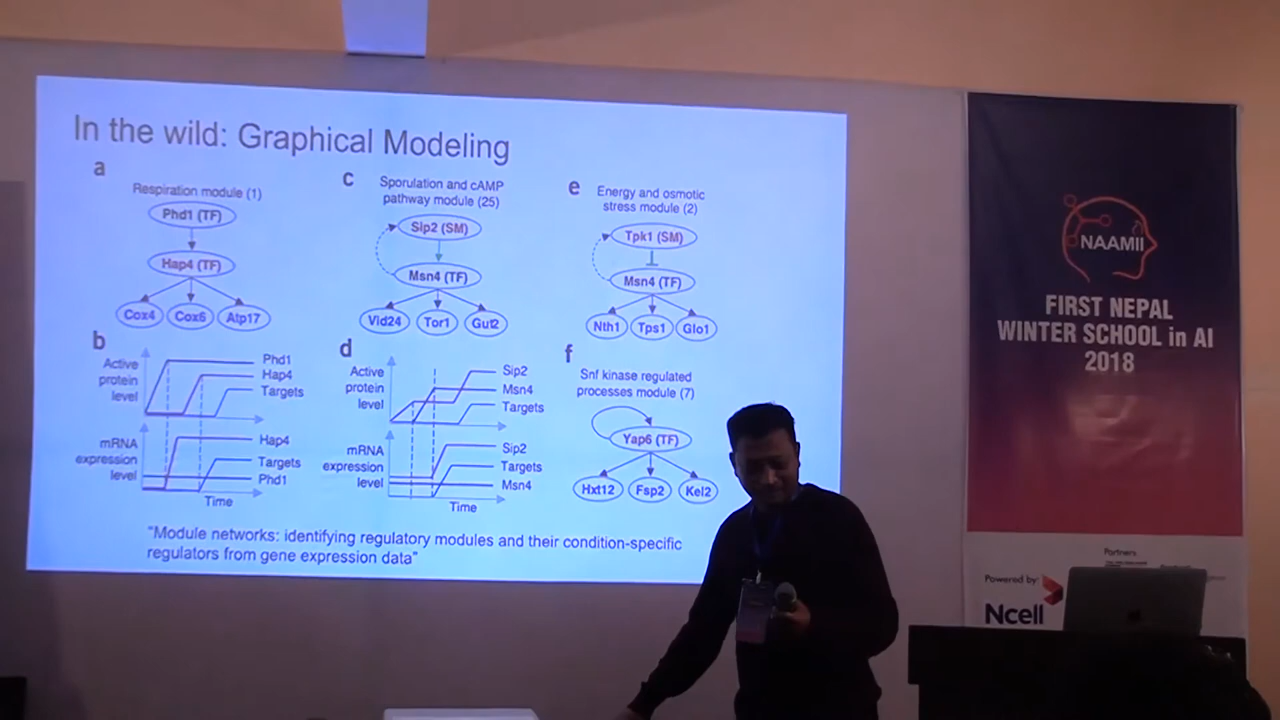 In the wild: Graphical Modeling
a
Respiration module (1)
Phd1 (TF)
Hap4 (TF)
Cox4
Cox6
Atp17
b
Active
protein
level
Phd1
Hap4
Targets
mRNA
expression
level
Hap4
Targets
Phd1
Time
c
Sporulation and cAMP
pathway module (25)
Sip2 (SM)
Msn4 (TF)
Vid24
Tor1
Gut2
d
Active
protein
level
Sip2
Msn4
Targets
mRNA
expression
level
Sip2
Targets
Msn4
Time
e
Energy and osmotic
stress module (2)
Tpk1 (SM)
Msn4 (TF)
Nth1
Tps1
Glo1
f
Snf kinase regulated
processes module (7)
Yap6 (TF)
Hxt12
Fsp2
Kel2
"Module networks: identifying regulatory modules and their condition-specific
regulators from gene expression data"
NAAMII
FIRST NEPAL
WINTER SCHOOL in AI
2018
Partners
Powered by:
Ncell